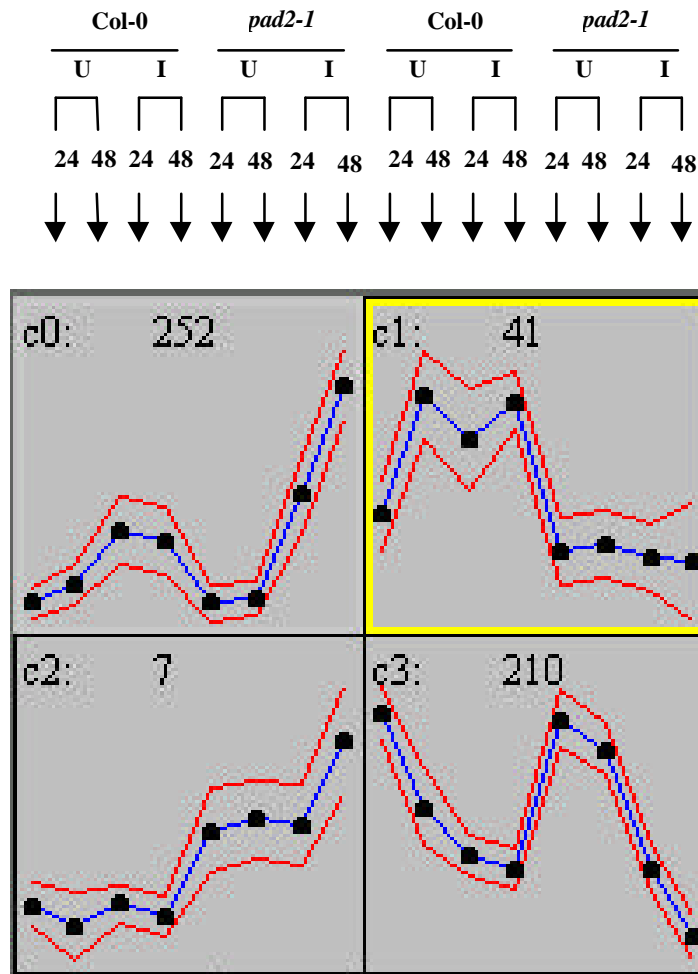 Col-0 pad2-1 Col-0 pad2-1
U I U I U I U I
24 48 24 48 24 48 24 48 24 48 24 48 24 48 24 48
c0: 252 c1: 41
c2: 7 c3: 210